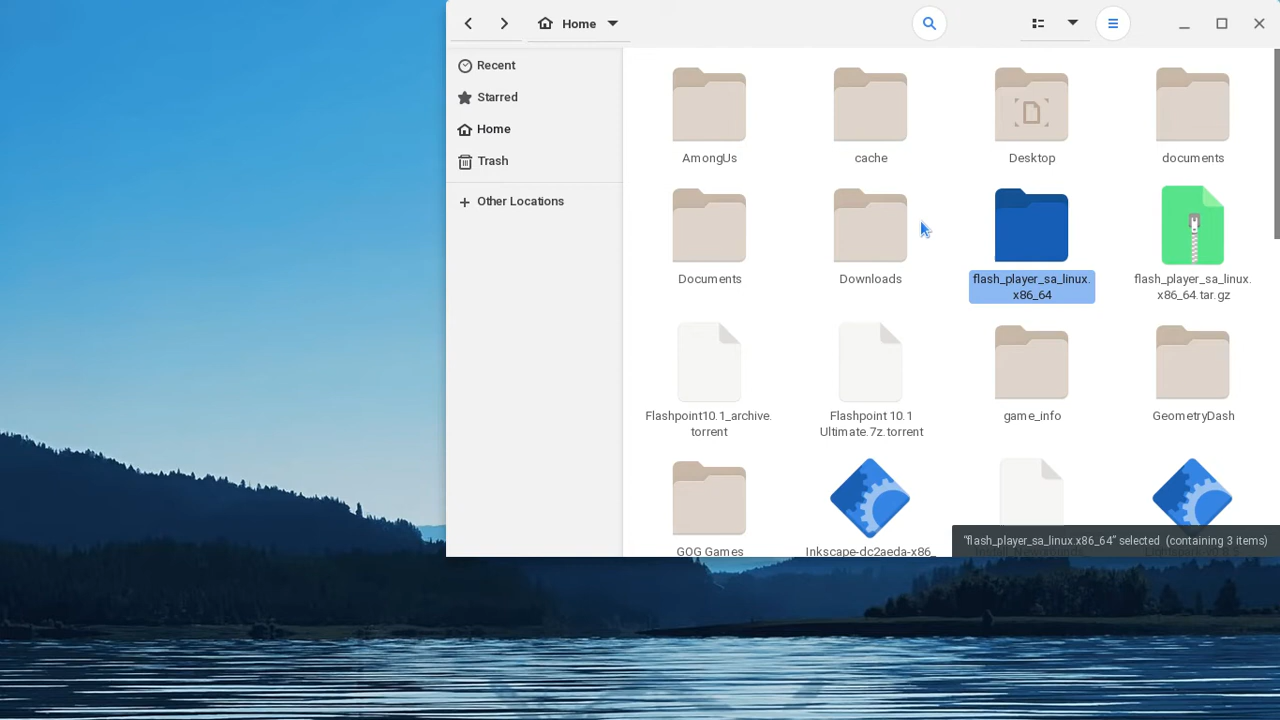 Home
Recent
Starred
Home
Trash
Other Locations
AmongUs
cache
Desktop
documents
Documents
Downloads
flash_player_sa_linux.
x86_64
flash_player_sa_linux.
x86_64.tar.gz
Flashpoint10.1_archive.
torrent
Flashpoint 10.1
Ultimate.7z.torrent
game_info
GeometryDash
GOG Games
Inkscape-dc2aeda-x86_
"flash_player_sa_linux.x86_64" selected (containing 3 items)